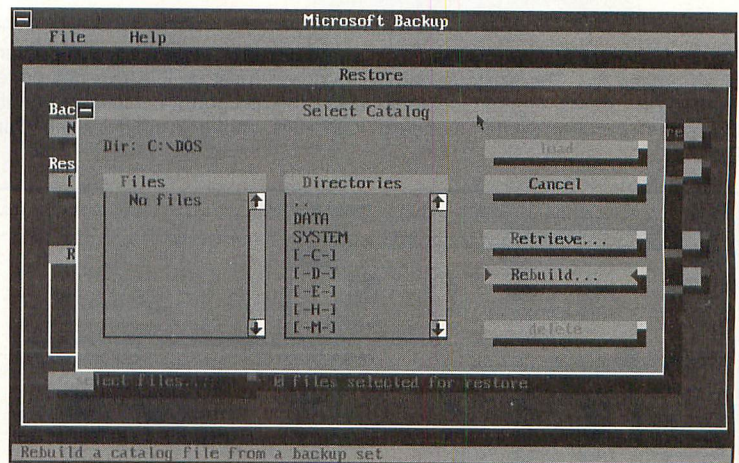 Microsoft Backup
File Help
Restore
Bac
Select Catalog
N
re
Dir: C:\DOS
load
Res
[
Files
Directories
Cancel
No files
..
DATA
SYSTEM
[-C-]
[-D-]
[-E-]
[-H-]
[-M-]
Retrieve...
R
Rebuild...
delete
Select Files...
0 files selected for restore
Rebuild a catalog file from a backup set